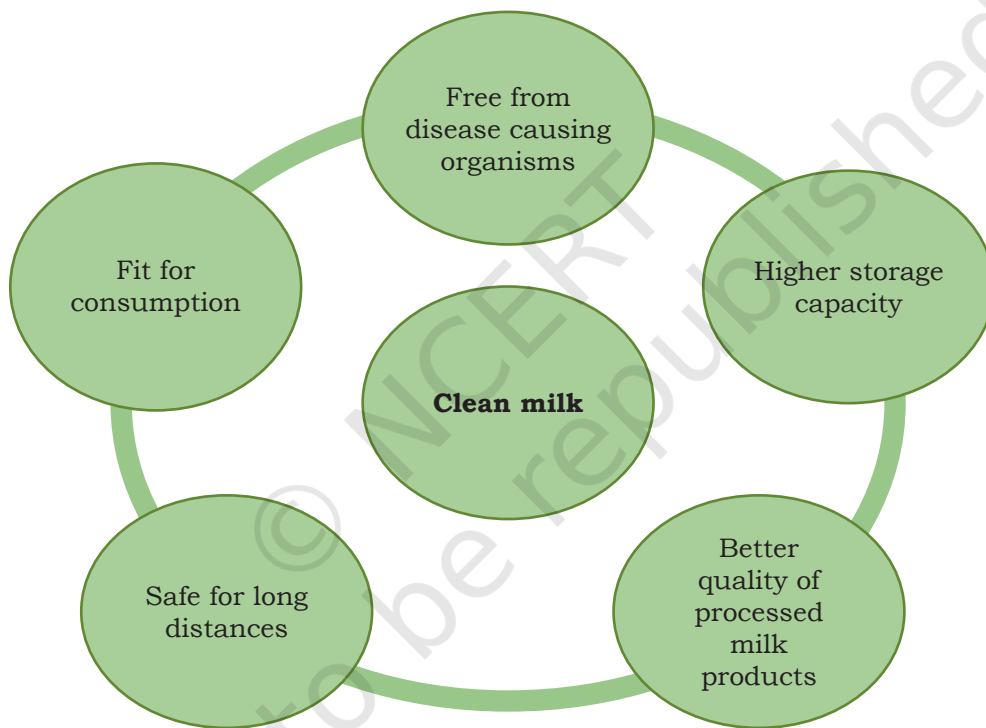 Free from
disease causing
organisms
Higher storage
capacity
Better
quality of
processed
milk
products
Safe for long
distances
Fit for
consumption
Clean milk
© NCERT
to be republished